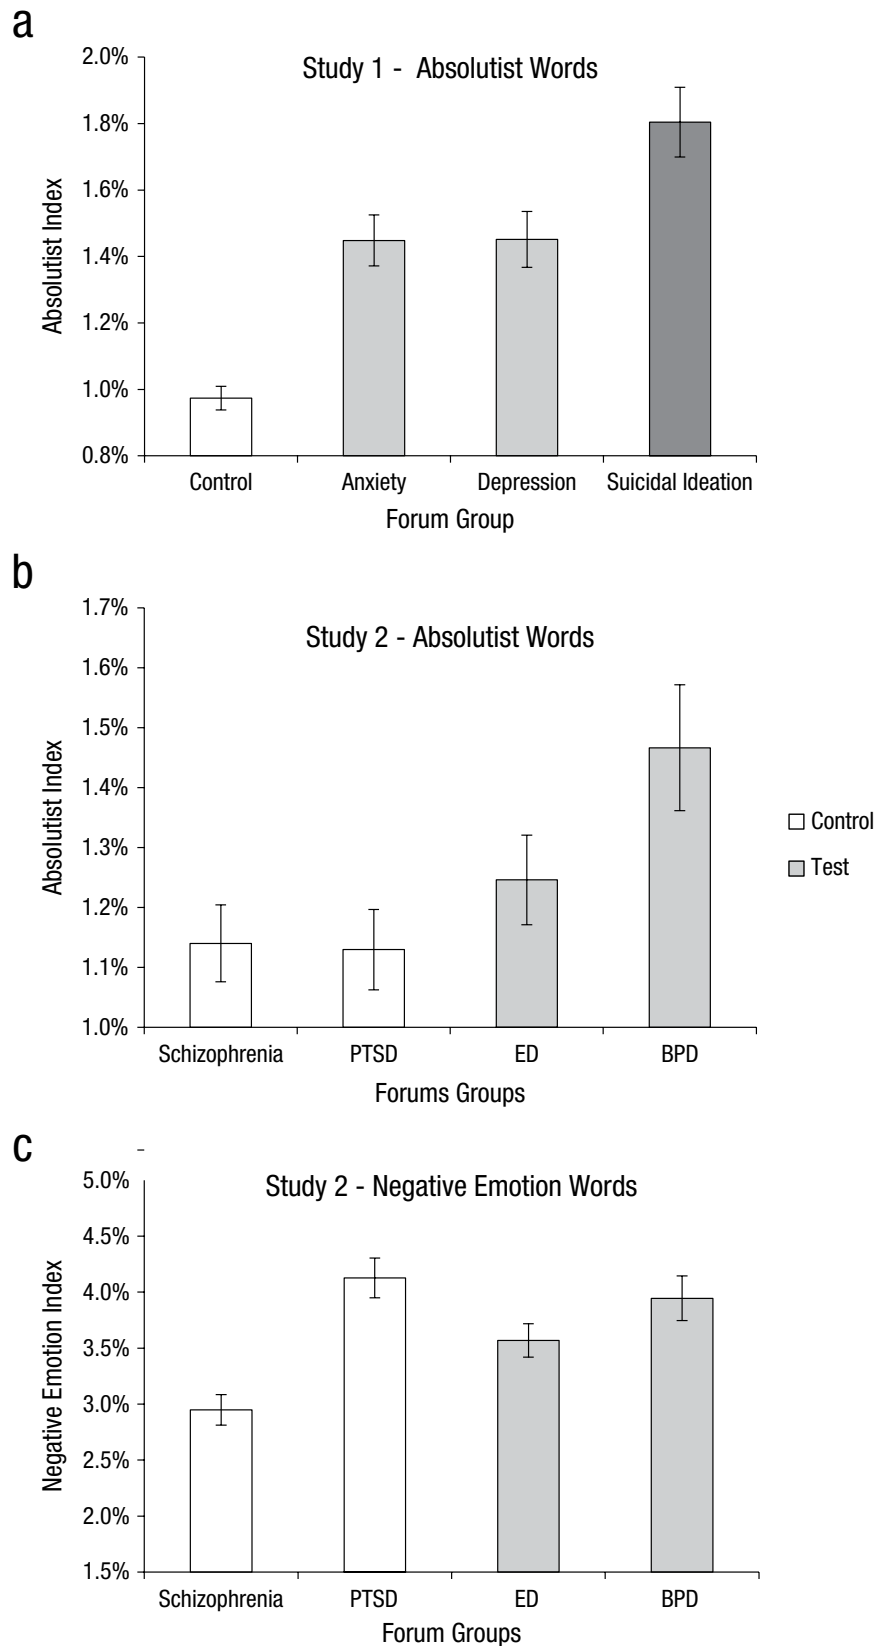 a
Study 1 - Absolutist Words
2.0%
1.8%
1.6%
1.4%
1.2%
1.0%
0.8%
Absolutist Index
Control Anxiety Depression Suicidal Ideation
Forum Group
b
Study 2 - Absolutist Words
1.7%
1.6%
1.5%
1.4%
1.3%
1.2%
1.1%
1.0%
Absolutist Index
Control
Test
Schizophrenia PTSD ED BPD
Forums Groups
c
Study 2 - Negative Emotion Words
5.0%
4.5%
4.0%
3.5%
3.0%
2.5%
2.0%
1.5%
Negative Emotion Index
Schizophrenia PTSD ED BPD
Forum Groups